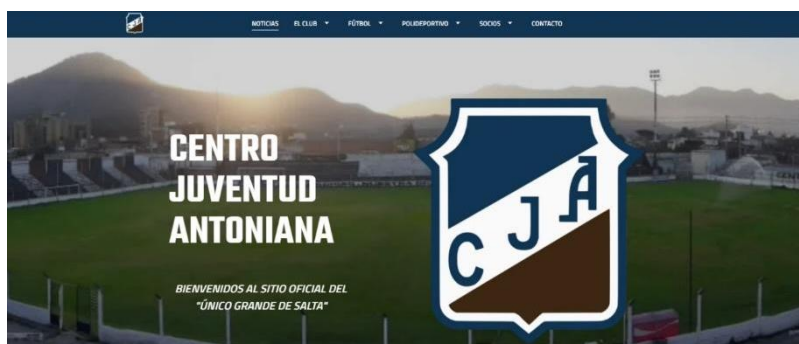 NOTICIAS EL CLUB FÚTBOL POLIDEPORTIVO SOCIOS CONTACTO
CENTRO
JUVENTUD
ANTONIANA
CJA
BIENVENIDOS AL SITIO OFICIAL DEL
"ÚNICO GRANDE DE SALTA"